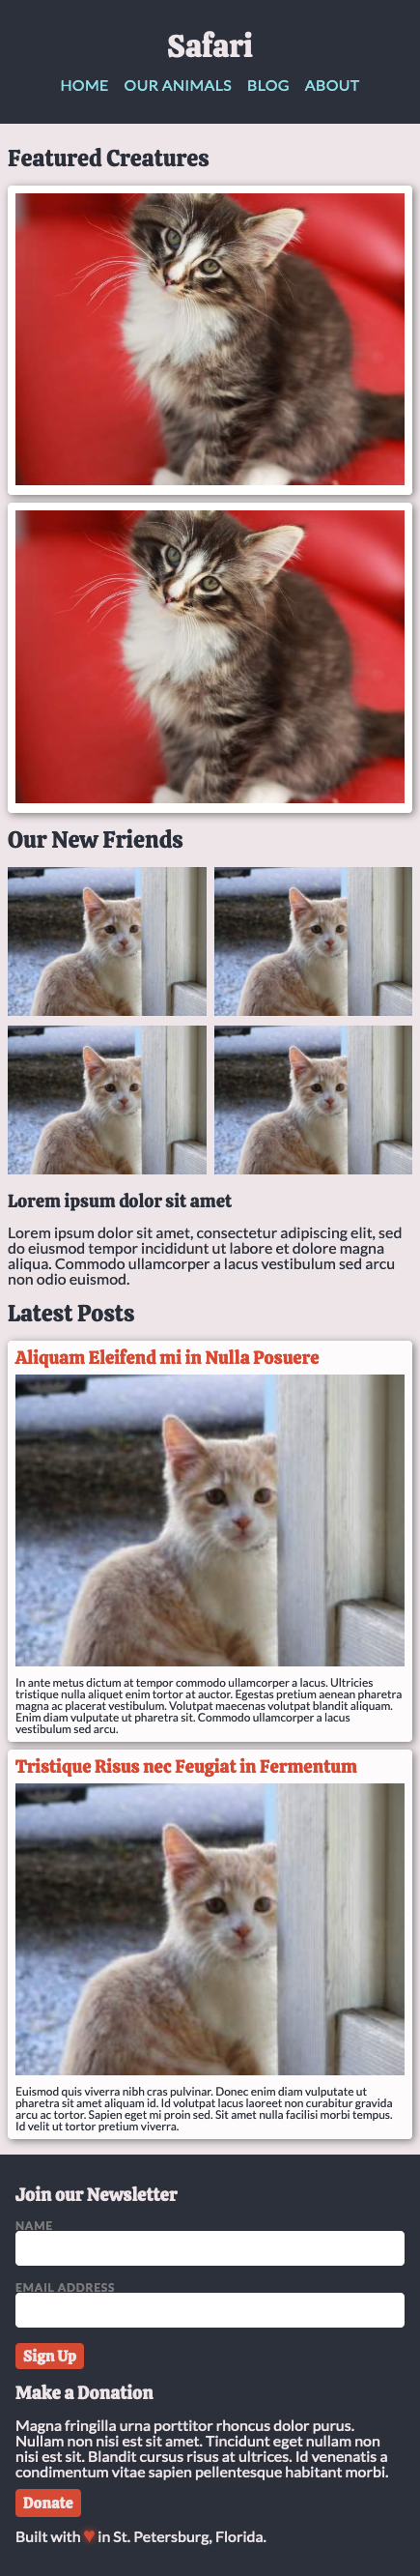 Safari
HOME OUR ANIMALS BLOG ABOUT
Featured Creatures
Our New Friends
Lorem ipsum dolor sit amet
Lorem ipsum dolor sit amet, consectetur adipiscing elit, sed
do eiusmod tempor incididunt ut labore et dolore magna
aliqua. Commodo ullamcorper a lacus vestibulum sed arcu
non odio euismod.
Latest Posts
Aliquam Eleifend mi in Nulla Posuere
In ante metus dictum at tempor commodo ullamcorper a lacus. Ultricies
tristique nulla aliquet enim tortor at auctor. Egestas pretium aenean pharetra
magna ac placerat vestibulum. Volutpat maecenas volutpat blandit aliquam.
Enim diam vulputate ut pharetra sit. Commodo ullamcorper a lacus
vestibulum sed arcu.
Tristique Risus nec Feugiat in Fermentum
Euismod quis viverra nibh cras pulvinar. Donec enim diam vulputate ut
pharetra sit amet aliquam id. Id volutpat lacus laoreet non curabitur gravida
arcu ac tortor. Sapien eget mi proin sed. Sit amet nulla facilisi morbi tempus.
Id velit ut tortor pretium viverra.
Join our Newsletter
NAME
EMAIL ADDRESS
Sign Up
Make a Donation
Magna fringilla urna porttitor rhoncus dolor purus.
Nullam non nisi est sit amet. Tincidunt eget nullam non
nisi est sit. Blandit cursus risus at ultrices. Id venenatis a
condimentum vitae sapien pellentesque habitant morbi.
Donate
Built with ♥ in St. Petersburg, Florida.